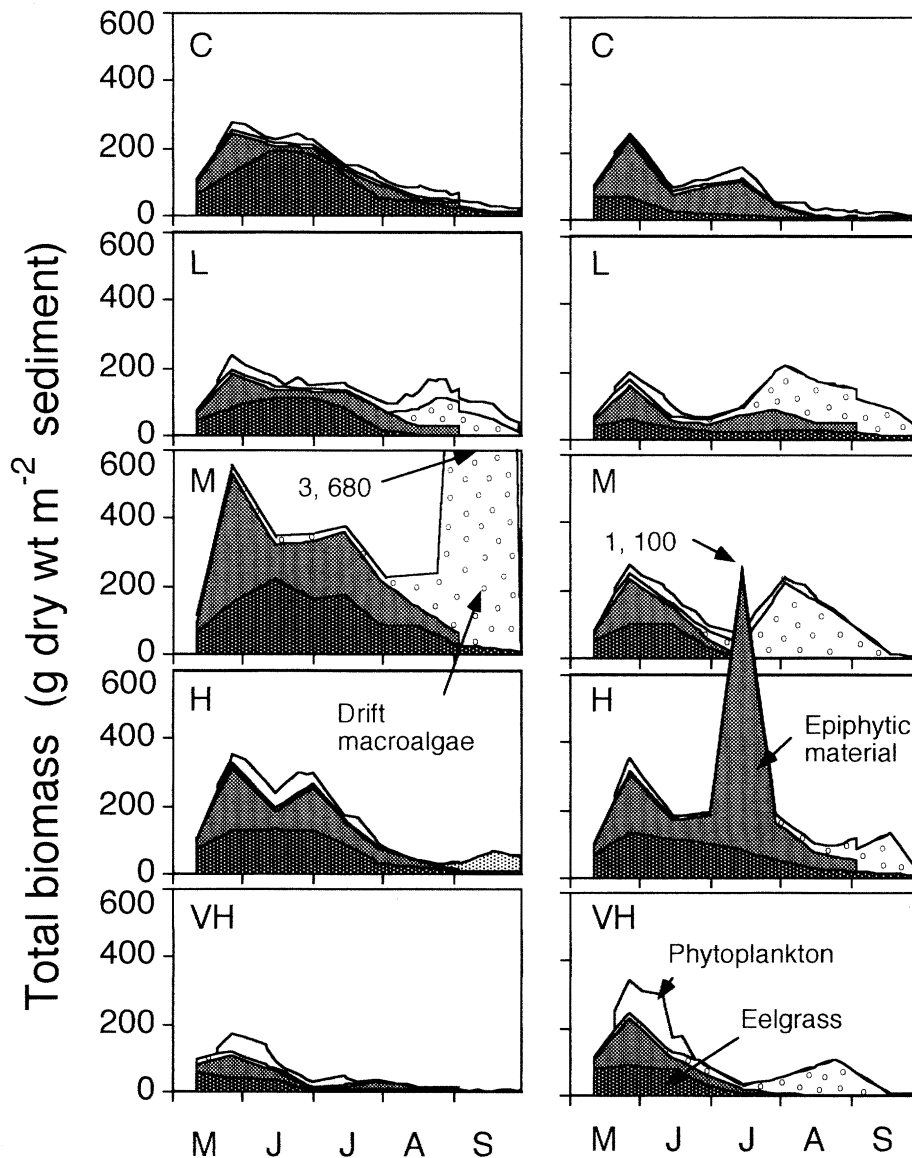 Total biomass (g dry wt m-2 sediment)
600
400
200
0
C
C
600
400
200
0
L
L
600
400
200
0
M
3, 680
M
1, 100
Drift
macroalgae
600
400
200
0
H
H
Epiphytic
material
600
400
200
0
VH
VH
Phytoplankton
Eelgrass
M J J A S
M J J A S